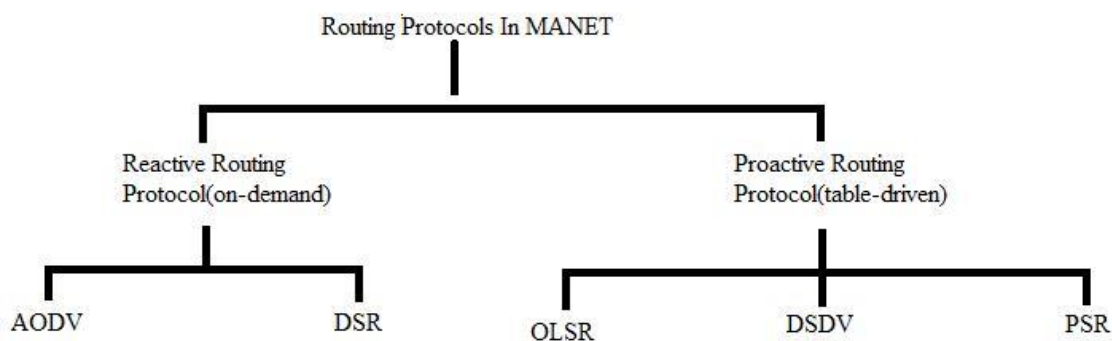 Routing Protocols In MANET
Reactive Routing
Protocol(on-demand)
Proactive Routing
Protocol(table-driven)
AODV
DSR
OLSR
DSDV
PSR